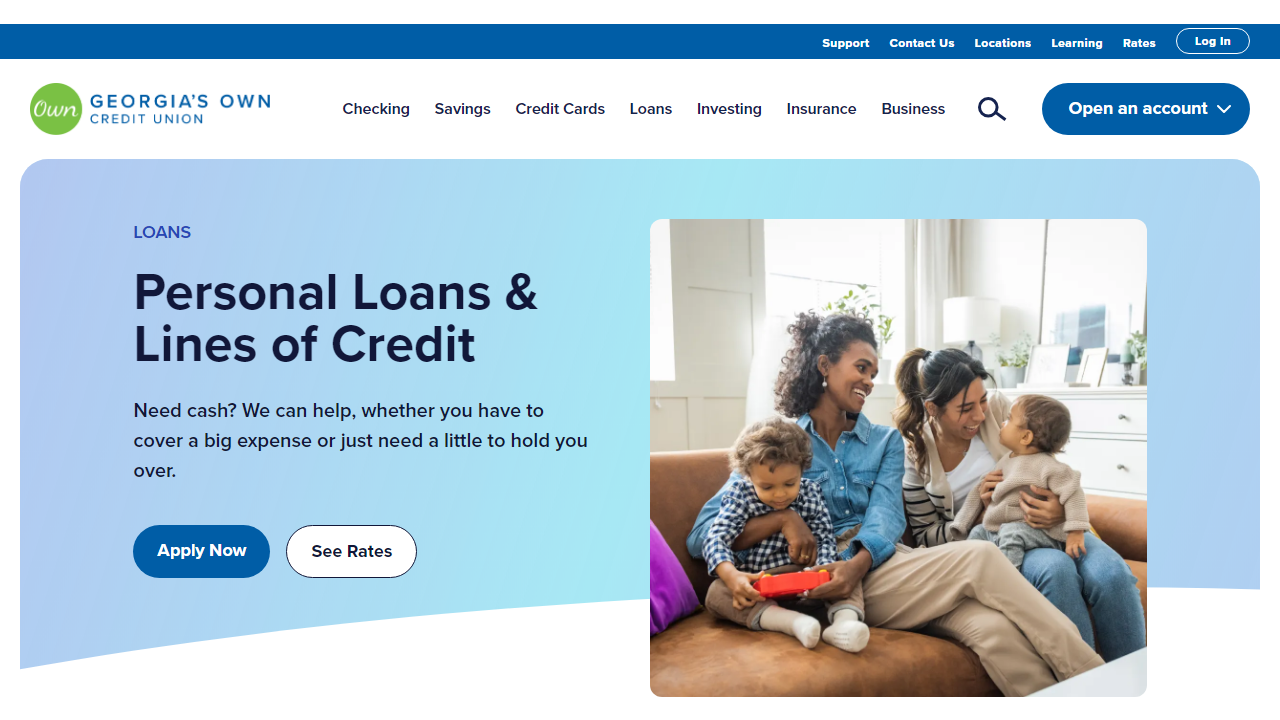 Support Contact Us Locations Learning Rates Log In
Own GEORGIA'S OWN
CREDIT UNION
Checking Savings Credit Cards Loans Investing Insurance Business Open an account
LOANS
Personal Loans &
Lines of Credit
Need cash? We can help, whether you have to
cover a big expense or just need a little to hold you
over.
Apply Now See Rates